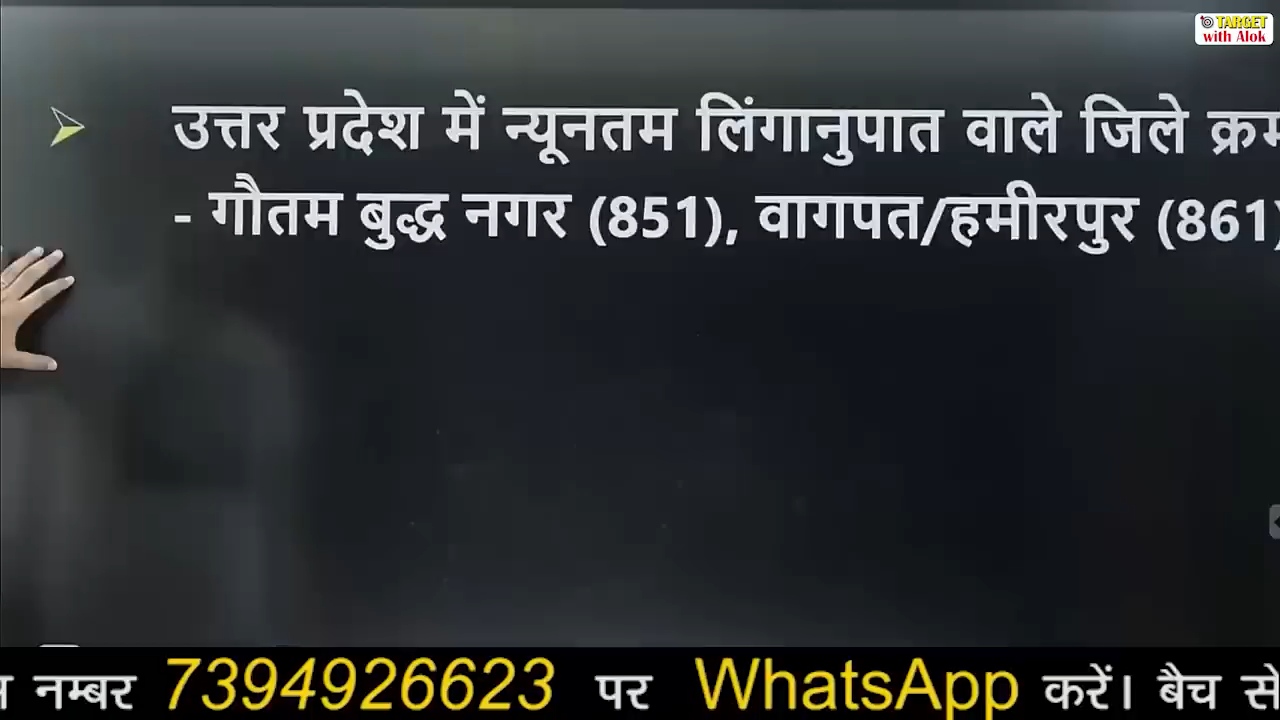 TARGET
with Alok
उत्तर प्रदेश में न्यूनतम लिंगानुपात वाले जिले
- गौतम बुद्ध नगर (851), वागपत/हमीरपुर (861)
नम्बर 7394926623 पर WhatsApp करें। बैच से